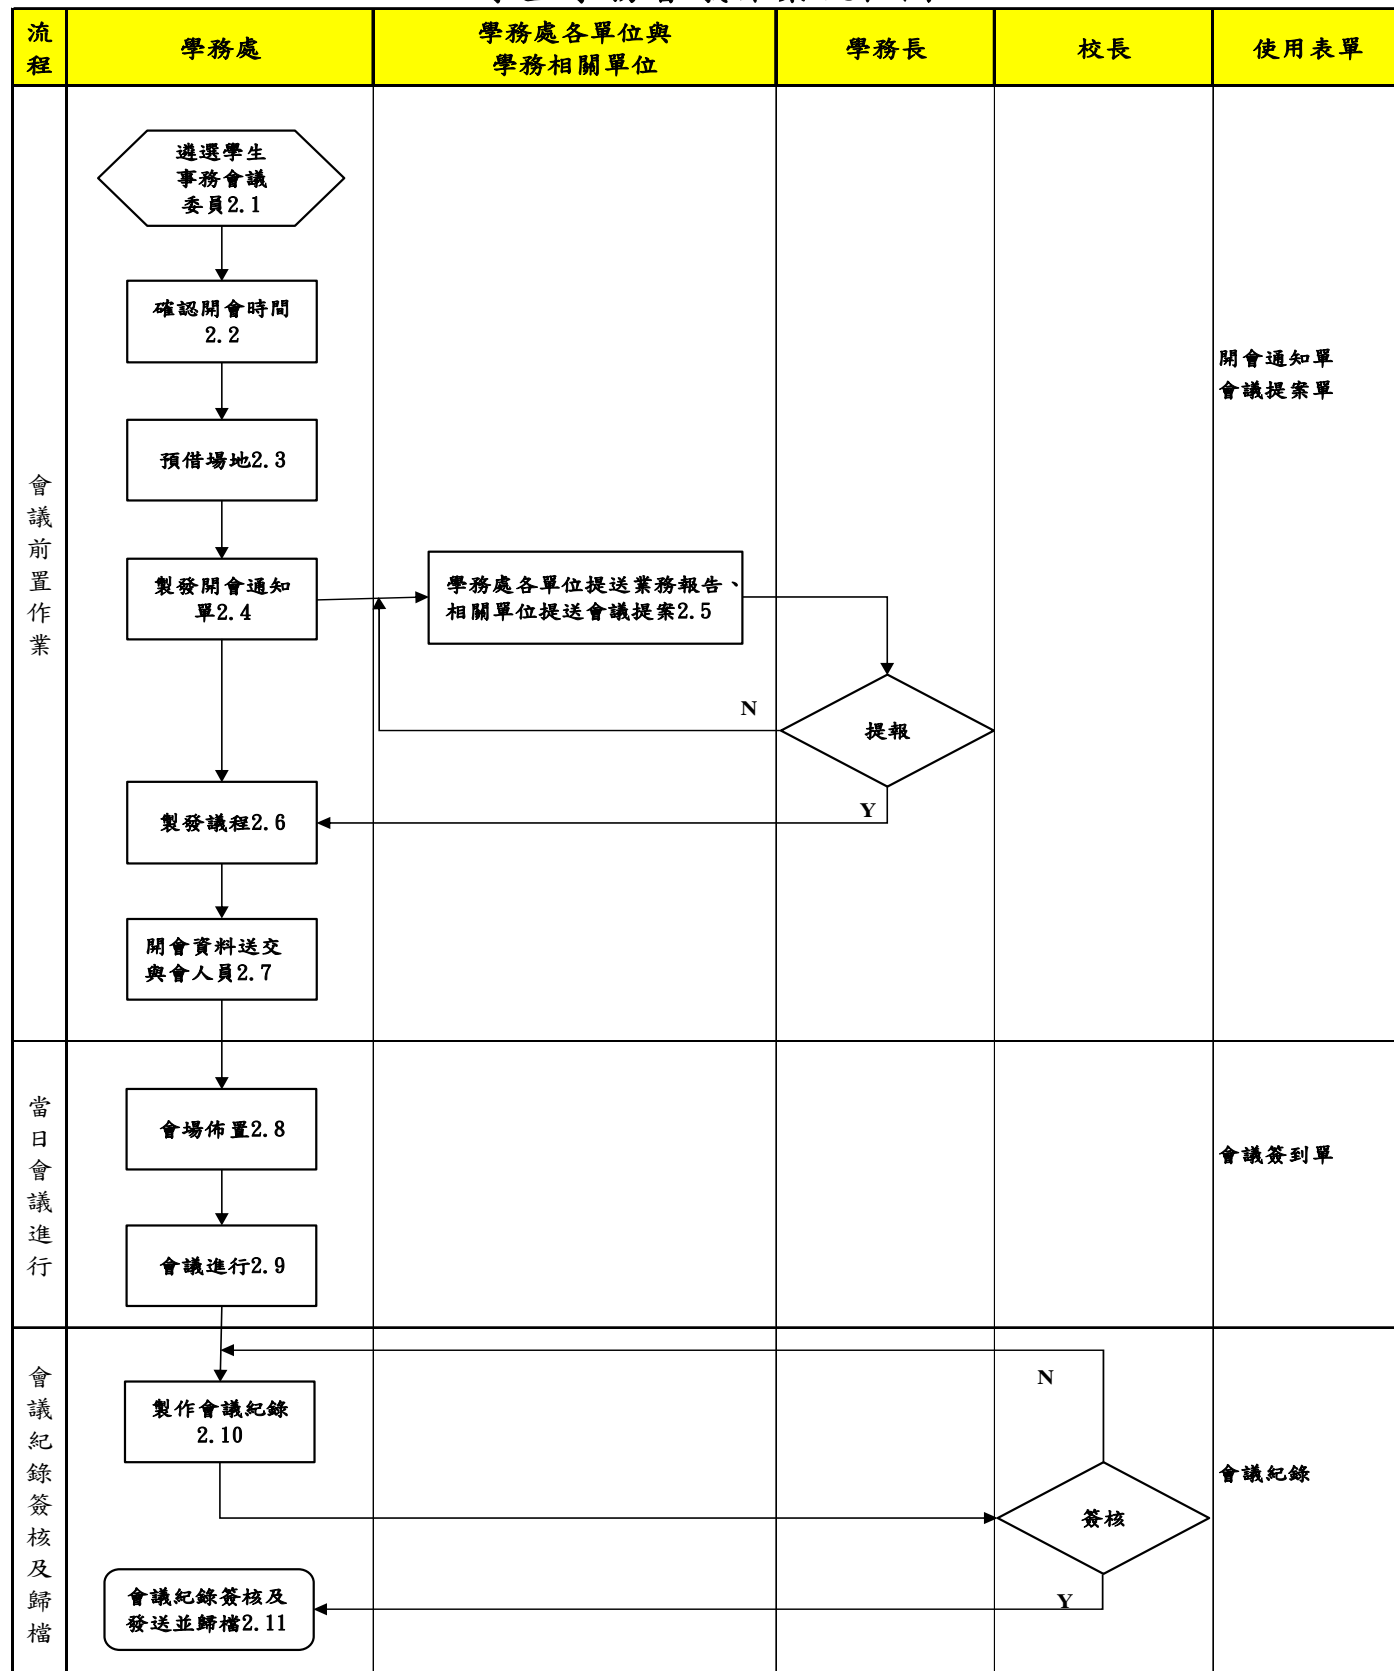 流
程
學務處
學務處各單位與
學務相關單位
學務長
校長
使用表單
會議前置作業
遴選學生
事務會議
委員2.1
確認開會時間
2.2
開會通知單
會議提案單
預借場地2.3
製發開會通知
單2.4
學務處各單位提送業務報告、
相關單位提送會議提案2.5
N
提報
Y
製發議程2.6
開會資料送交
與會人員2.7
當日會議進行
會場佈置2.8
會議簽到單
會議進行2.9
會議紀錄簽核及歸檔
N
製作會議紀錄
2.10
會議紀錄
簽核
Y
會議紀錄簽核及
發送並歸檔2.11